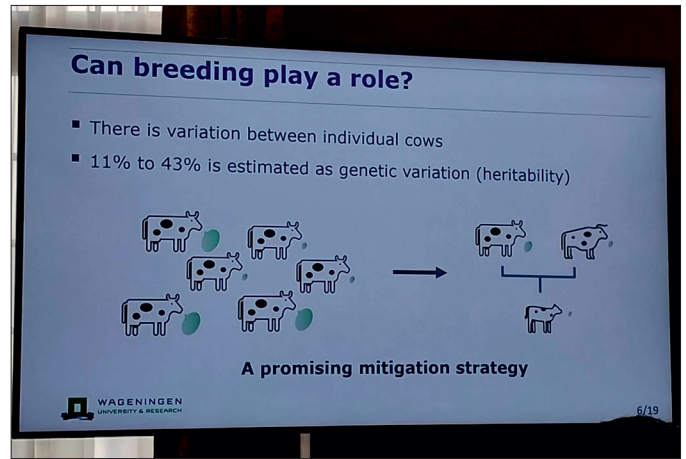 Can breeding play a role?
▪ There is variation between individual cows
▪ 11% to 43% is estimated as genetic variation (heritability)
A promising mitigation strategy
WAGENINGEN
UNIVERSITY & RESEARCH
6/19